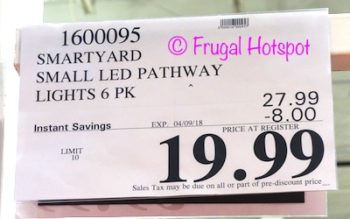 © Frugal Hotspot
1600095
SMARTYARD
SMALL LED PATHWAY
LIGHTS 6 PK
27.99
Instant Savings EXP. 04/09/18 -8.00
PRICE AT REGISTER
LIMIT
10
19.99
Sales Tax may be due on all or part of pre-discount price